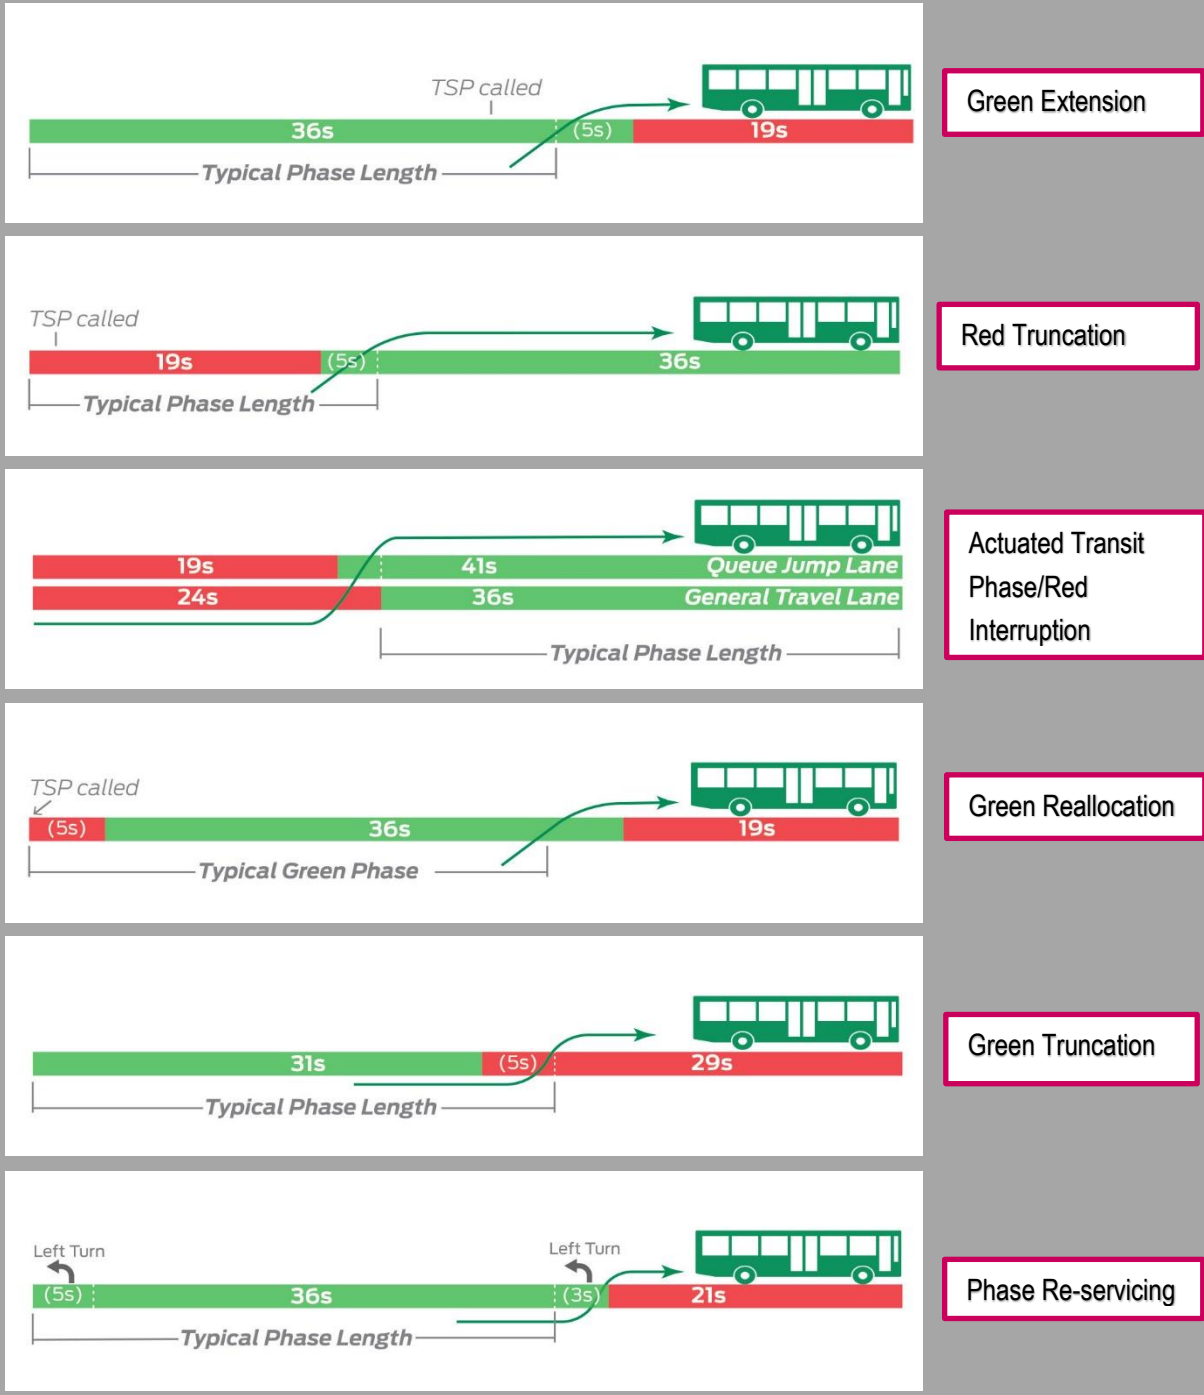 TSP called
36s (5s) 19s
Typical Phase Length
Green Extension
TSP called
19s (5s) 36s
Typical Phase Length
Red Truncation
19s 41s Queue Jump Lane
24s 36s General Travel Lane
Typical Phase Length
Actuated Transit
Phase/Red
Interruption
TSP called
(5s) 36s 19s
Typical Green Phase
Green Reallocation
31s (5s) 29s
Typical Phase Length
Green Truncation
Left Turn Left Turn
(5s) 36s (3s) 21s
Typical Phase Length
Phase Re-servicing